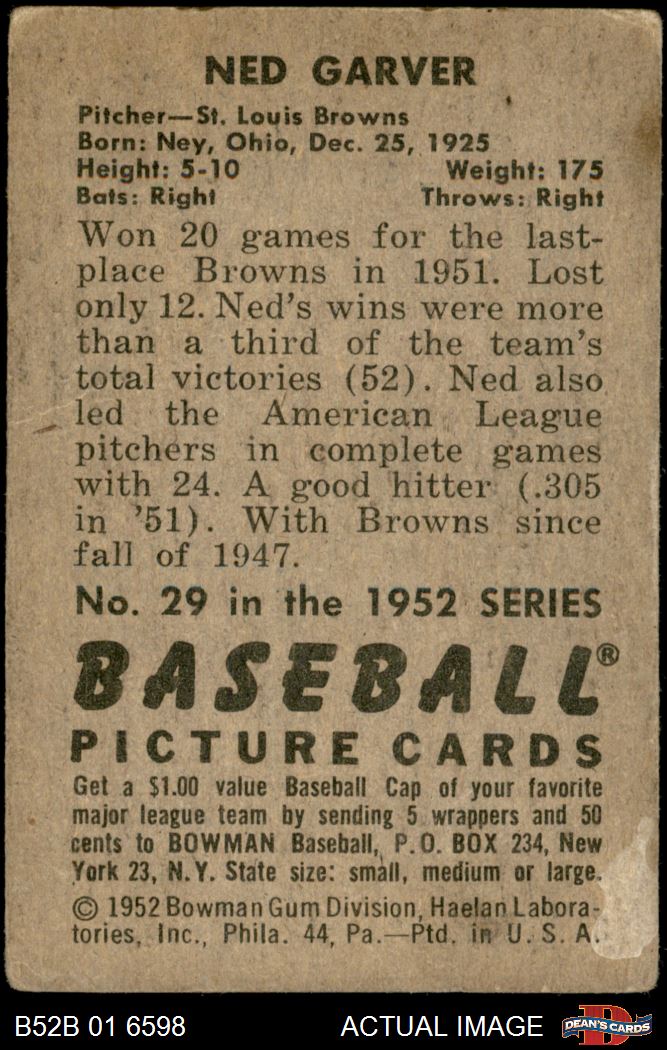 NED GARVER
Pitcher—St. Louis Browns
Born: Ney, Ohio, Dec. 25, 1925
Height: 5-10 Weight: 175
Bats: Right Throws: Right
Won 20 games for the last-
place Browns in 1951. Lost
only 12. Ned's wins were more
than a third of the team's
total victories (52). Ned also
led the American League
pitchers in complete games
with 24. A good hitter (.305
in '51). With Browns since
fall of 1947.
No. 29 in the 1952 SERIES
BASEBALL®
PICTURE CARDS
Get a $1.00 value Baseball Cap of your favorite
major league team by sending 5 wrappers and 50
cents to BOWMAN Baseball, P.O. BOX 234, New
York 23, N.Y. State size: small, medium or large.
© 1952 Bowman Gum Division, Haelan Labora-
tories, Inc., Phila. 44, Pa.—Ptd. in U. S. A.
B52B 01 6598 ACTUAL IMAGE D DEAN'S CARDS